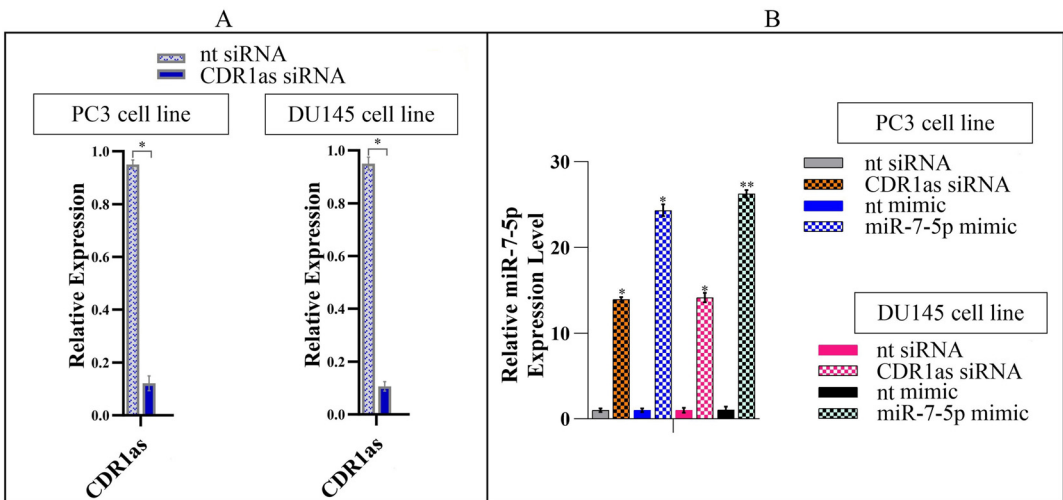 A
B
nt siRNA
CDR1as siRNA
PC3 cell line
DU145 cell line
Relative Expression
1.0
0.8
0.6
0.4
0.2
0.0
*
CDR1as
Relative Expression
1.0
0.8
0.6
0.4
0.2
0.0
*
CDR1as
Relative miR-7-5p
Expression Level
30
20
10
0
*
*
*
**
PC3 cell line
nt siRNA
CDR1as siRNA
nt mimic
miR-7-5p mimic
DU145 cell line
nt siRNA
CDR1as siRNA
nt mimic
miR-7-5p mimic